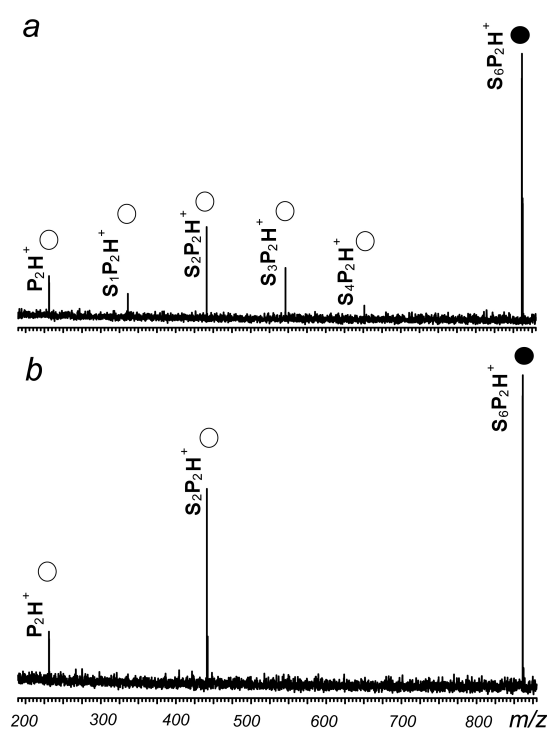 a
P₂H⁺
S₁P₂H⁺
S₂P₂H⁺
S₃P₂H⁺
S₄P₂H⁺
S₆P₂H⁺
b
P₂H⁺
S₂P₂H⁺
S₆P₂H⁺
200 300 400 500 600 700 800 m/z